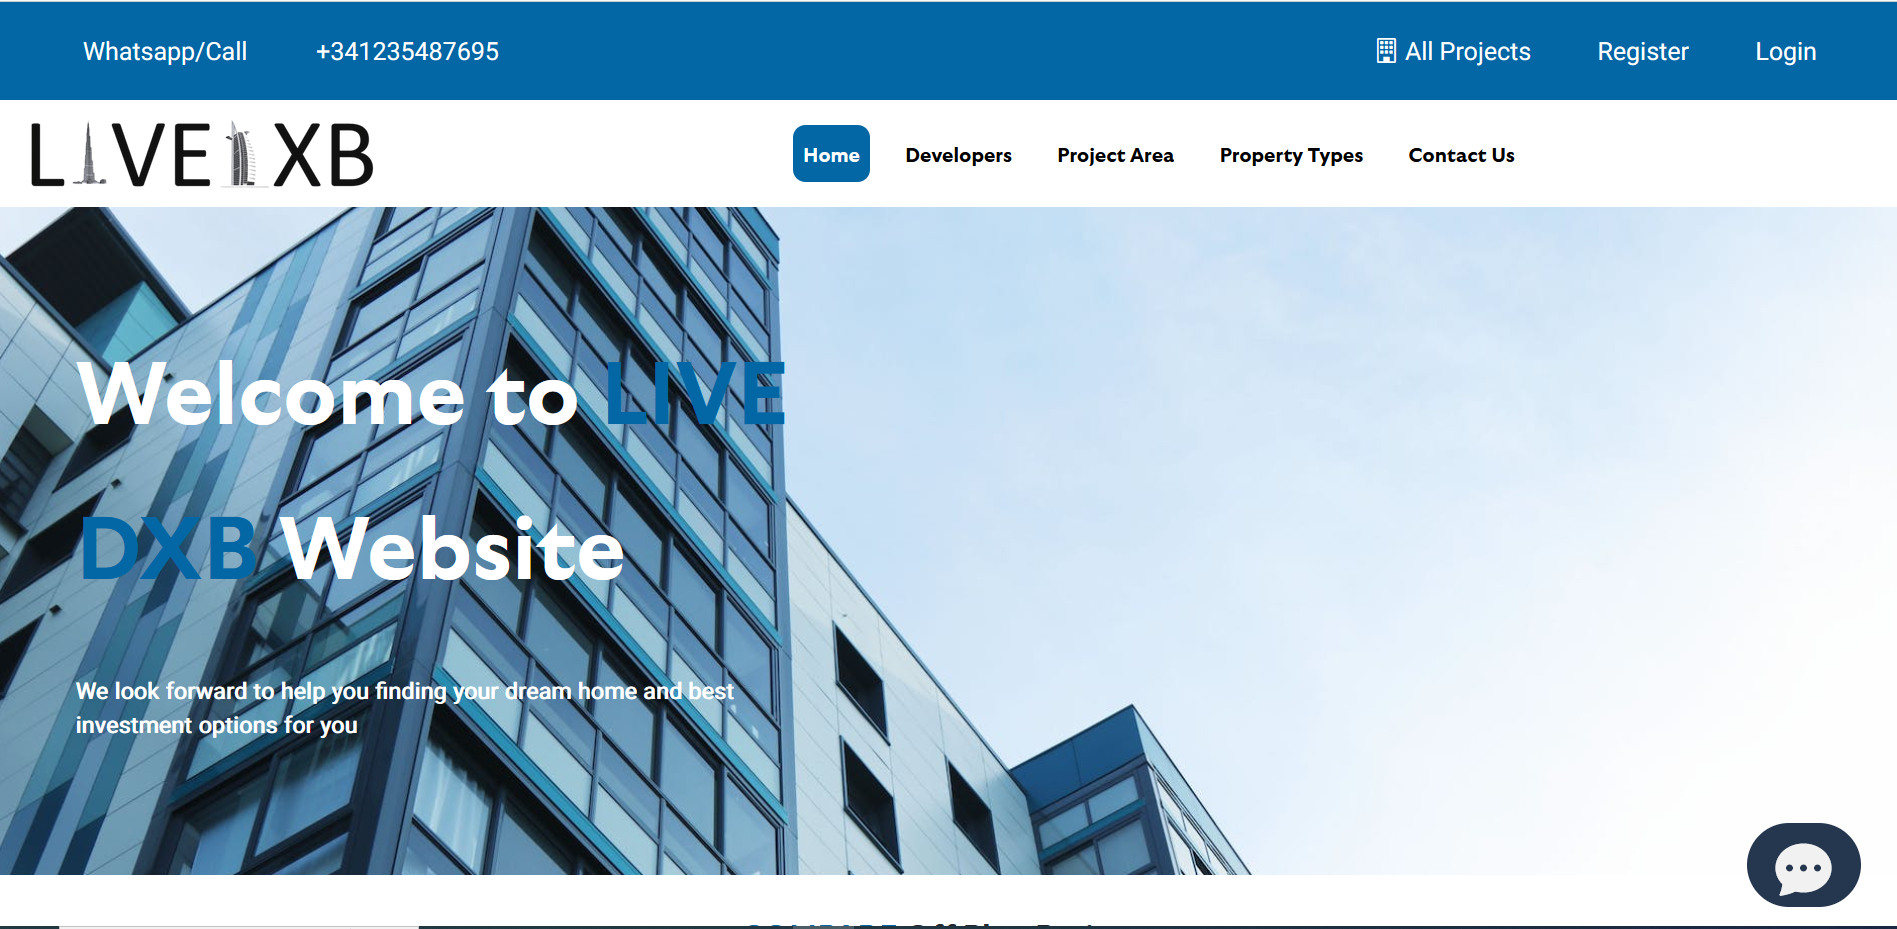 Whatsapp/Call +341235487695 All Projects Register Login
LIVEDXB
Home Developers Project Area Property Types Contact Us
Welcome to LIVE
DXB Website
We look forward to help you finding your dream home and best
investment options for you